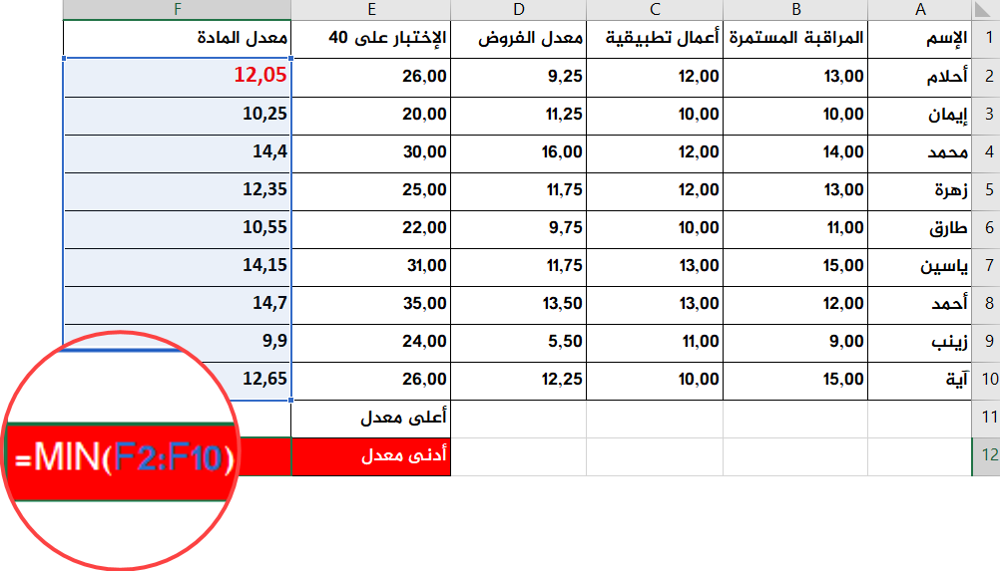 A B C D E F
1 الإسم المراقبة المستمرة أعمال تطبيقية معدل الفروض الإختبار على 40 معدل المادة
2 أحلام 13,00 12,00 9,25 26,00 12,05
3 إيمان 10,00 10,00 11,25 20,00 10,25
4 محمد 14,00 12,00 16,00 30,00 14,4
5 زهرة 13,00 12,00 11,75 25,00 12,35
6 طارق 11,00 10,00 9,75 22,00 10,55
7 ياسين 15,00 13,00 11,75 31,00 14,15
8 أحمد 12,00 13,00 13,50 35,00 14,7
9 زينب 9,00 11,00 5,50 24,00 9,9
10 آية 15,00 10,00 12,25 26,00 12,65
11 أعلى معدل
12 أدنى معدل =MIN(F2:F10)